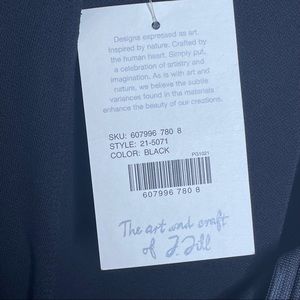 Designs expressed as art.
Inspired by nature. Crafted by
the human heart. Simply put,
a celebration of artistry and
imagination. As is with art and
nature, we believe the subtle
variances found in the materials
enhance the beauty of our creations.
SKU: 607996 780 8
STYLE: 21-5071
COLOR: BLACK
PG1021
607996 780 8
The art and craft
of J.Jill